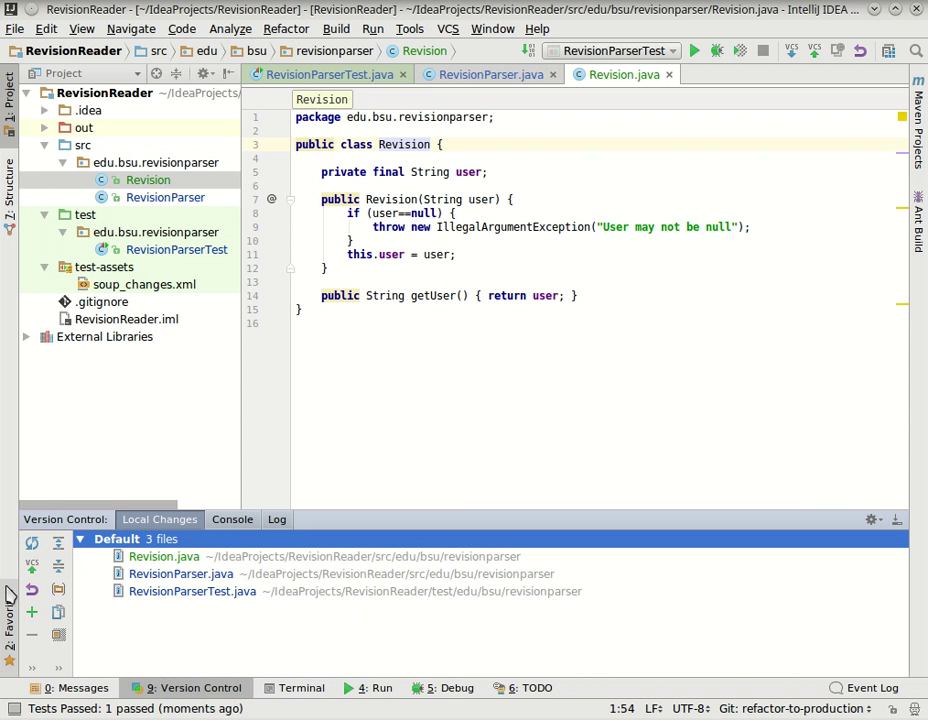 RevisionReader - [~/IdeaProjects/RevisionReader] - [RevisionReader] - ~/IdeaProjects/RevisionReader/src/edu/bsu/revisionparser/Revision.java - IntelliJ IDEA ...
File Edit View Navigate Code Analyze Refactor Build Run Tools VCS Window Help
RevisionReader src edu bsu revisionparser Revision RevisionParserTest VCS VCS
1: Project
7: Structure
2: Favorites
Project
RevisionReader ~/IdeaProjects/
.idea
out
src
edu.bsu.revisionparser
Revision
RevisionParser
test
edu.bsu.revisionparser
RevisionParserTest
test-assets
soup_changes.xml
.gitignore
RevisionReader.iml
External Libraries
RevisionParserTest.java RevisionParser.java Revision.java
Revision
1 package edu.bsu.revisionparser;
2
3 public class Revision {
4
5 private final String user;
6
7 @ public Revision(String user) {
8 if (user==null) {
9 throw new IllegalArgumentException("User may not be null");
10 }
11 this.user = user;
12 }
13
14 public String getUser() { return user; }
15 }
16
Maven Projects
Ant Build
Version Control: Local Changes Console Log
Default 3 files
Revision.java ~/IdeaProjects/RevisionReader/src/edu/bsu/revisionparser
RevisionParser.java ~/IdeaProjects/RevisionReader/src/edu/bsu/revisionparser
RevisionParserTest.java ~/IdeaProjects/RevisionReader/test/edu/bsu/revisionparser
VCS
0: Messages 9: Version Control Terminal 4: Run 5: Debug 6: TODO Event Log
Tests Passed: 1 passed (moments ago) 1:54 LF UTF-8 Git: refactor-to-production